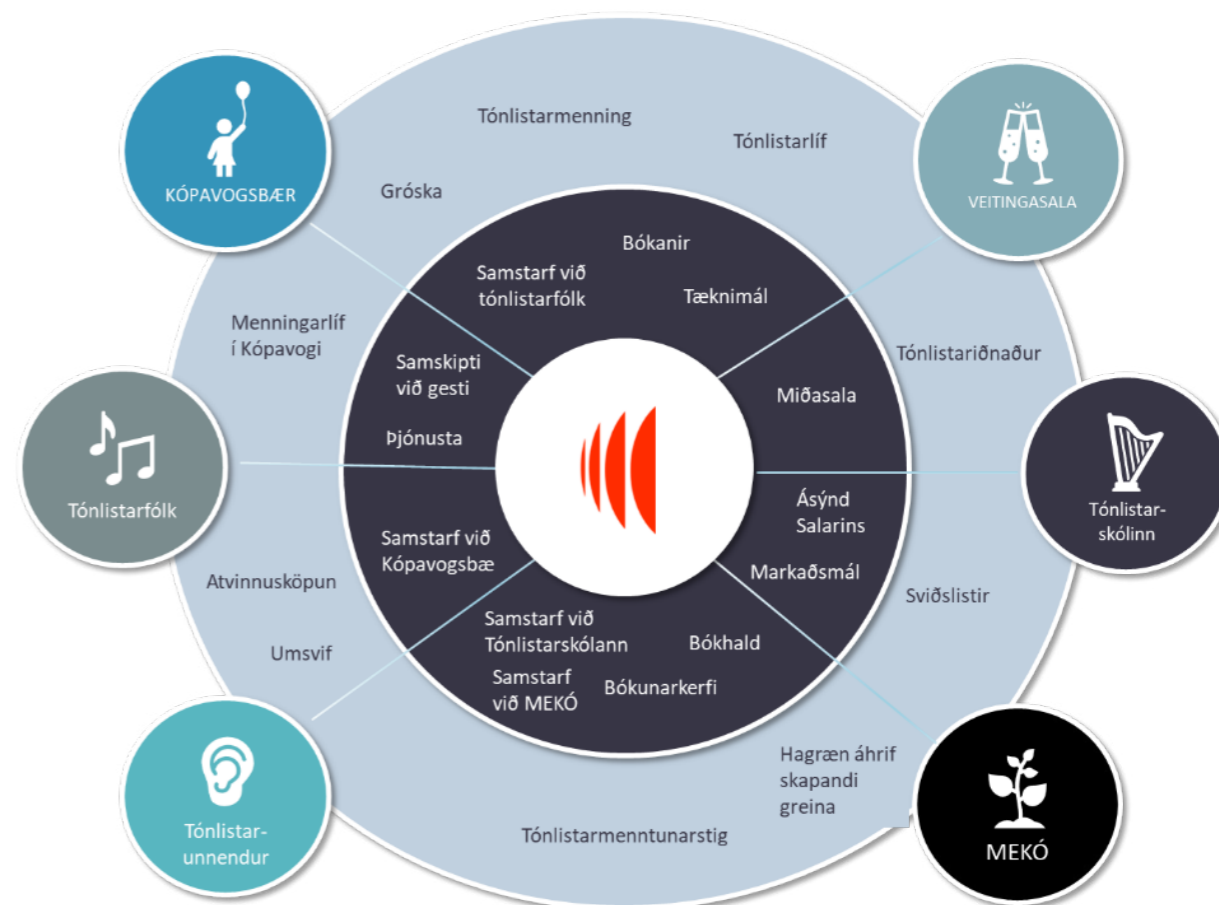 Tónlistarmenning
Tónlistarlíf
KÓPAVOGSBÆR
Gróska
VEITINGASALA
Bókanir
Samstarf við
tónlistarfólk
Tæknimál
Menningarlíf
í Kópavogi
Tónlistariðnaður
Samskipti
við gesti
Miðasala
Þjónusta
Tónlistarfólk
Ásýnd
Salarins
Tónlistar-
skólinn
Samstarf við
Kópavogsbæ
Markaðsmál
Atvinnusköpun
Sviðslistir
Samstarf við
Tónlistarskólann
Bókhald
Umsvif
Samstarf
við MEKÓ
Bókunarkerfi
Hagræn áhrif
skapandi
greina
Tónlistar-
unnendur
Tónlistarmenntunarstig
MEKÓ